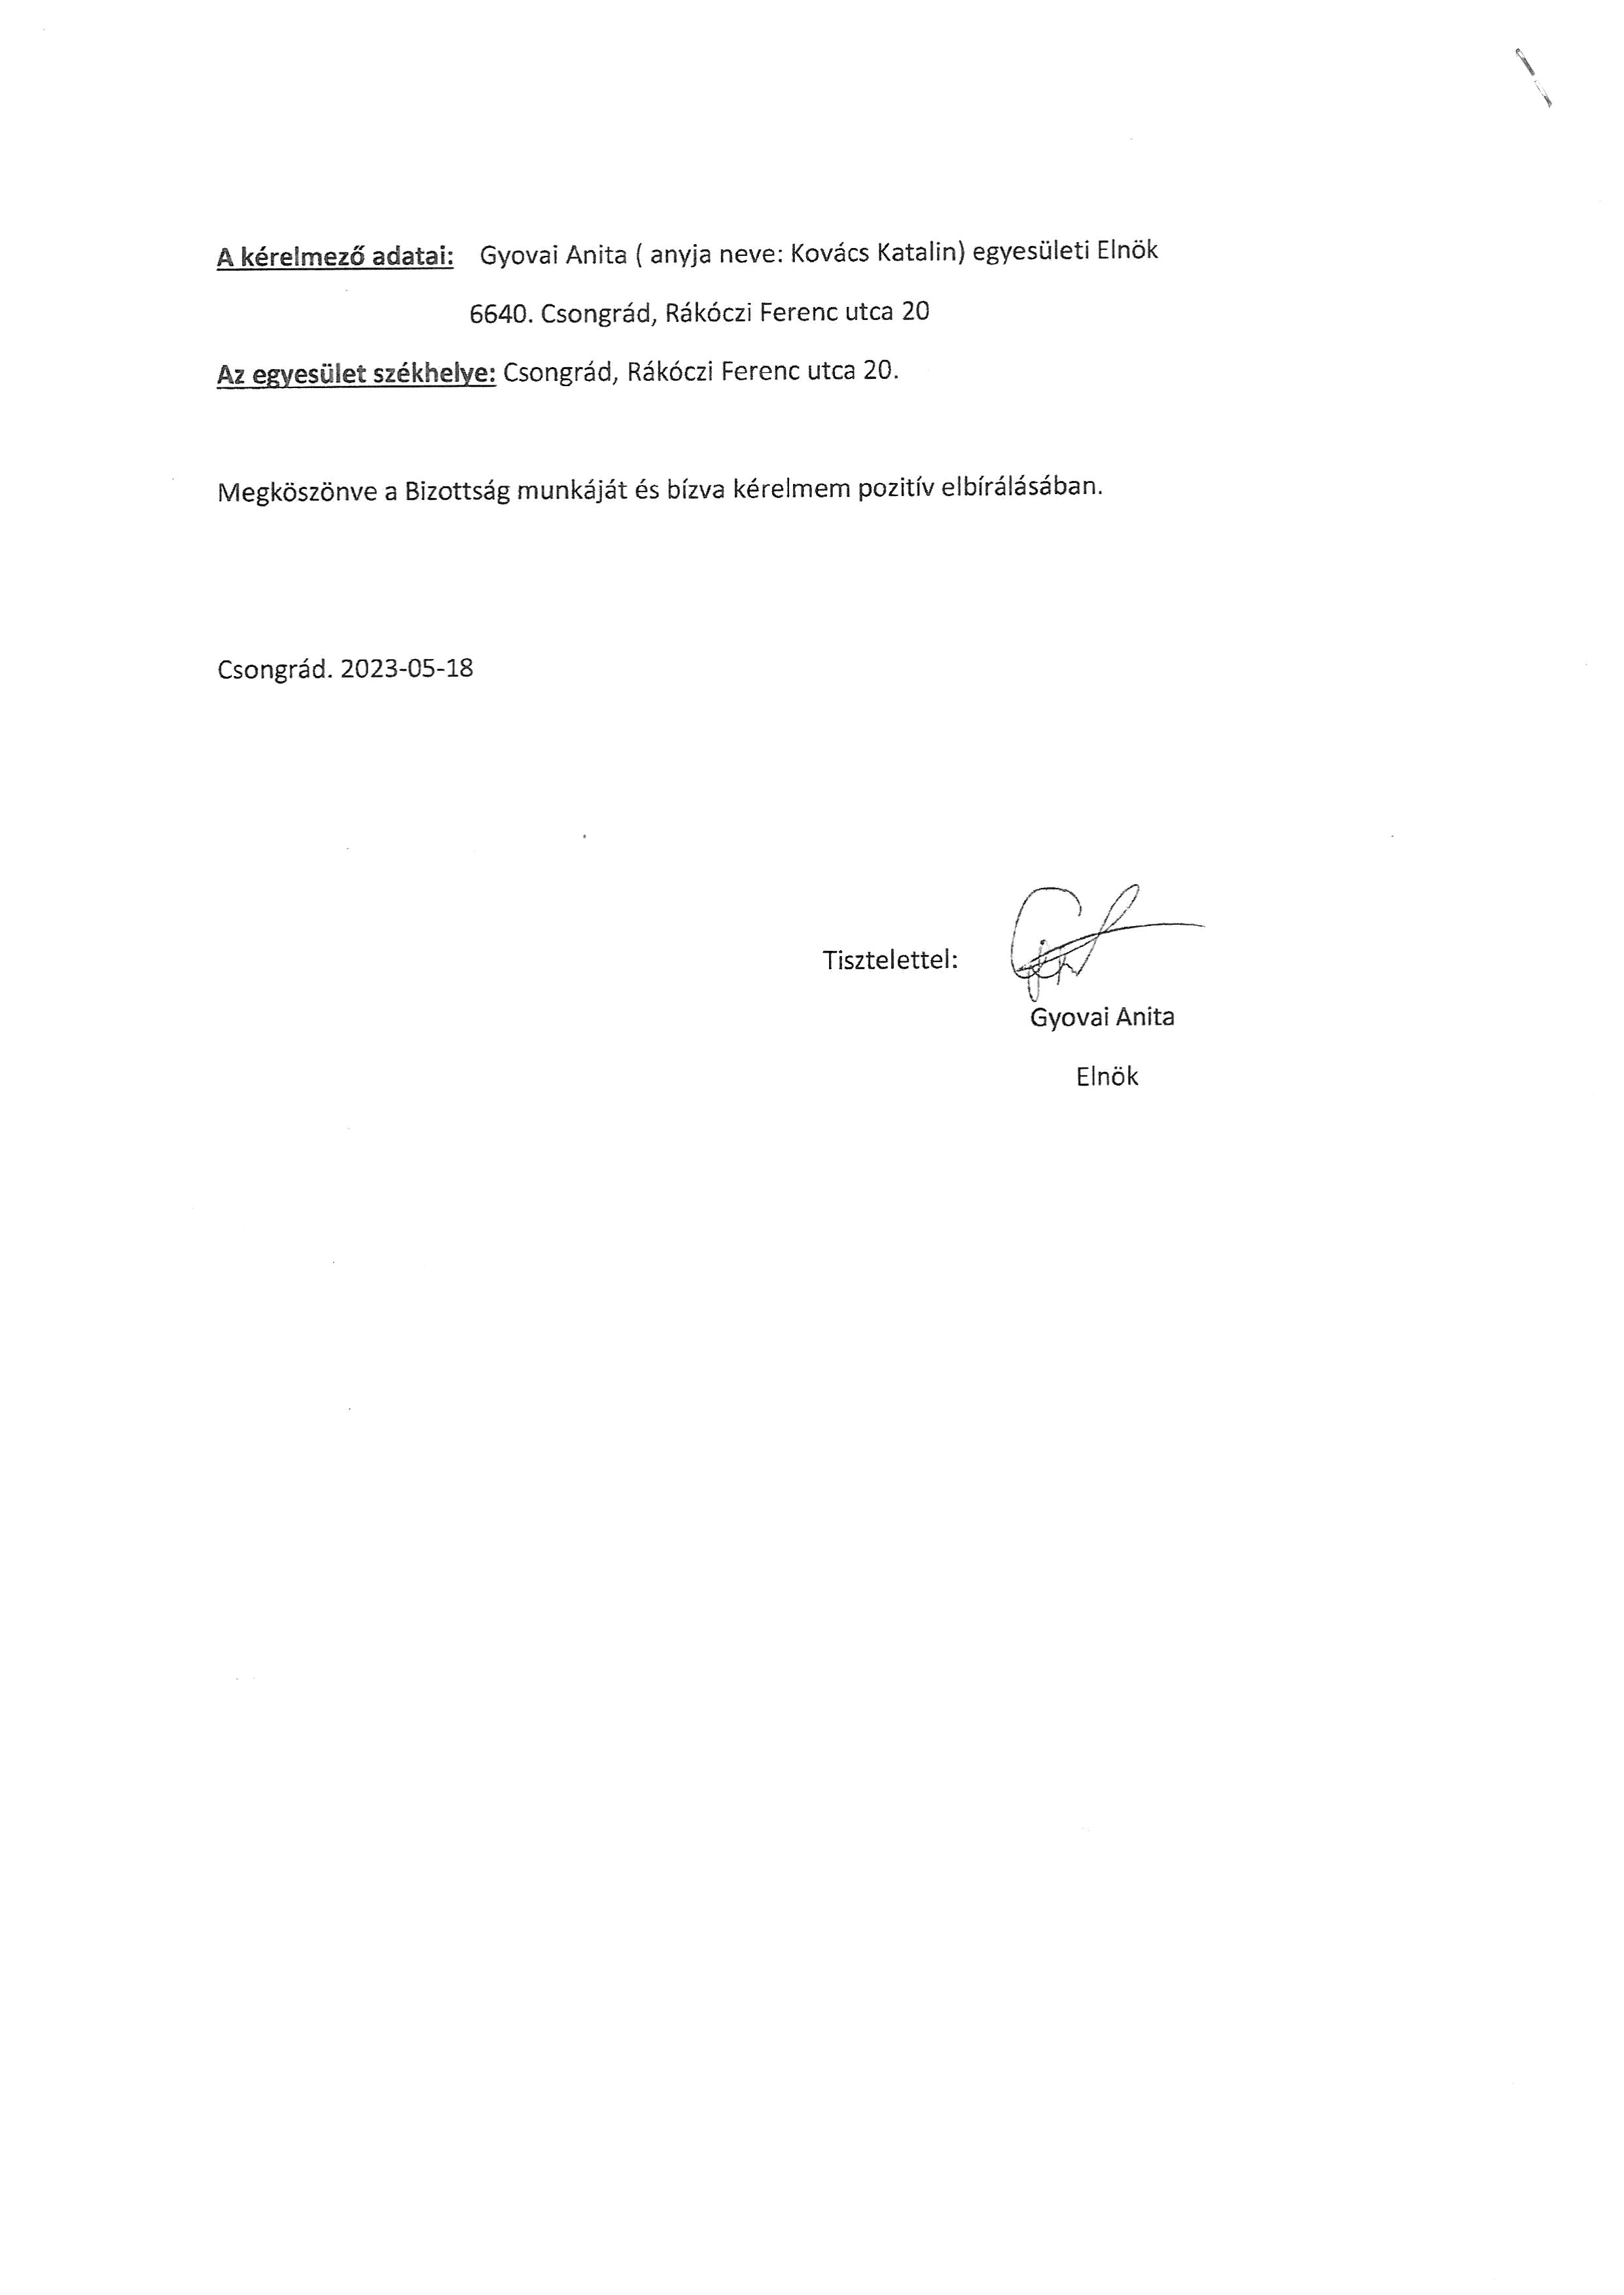 A kérelmező adatai: Gyovai Anita ( anyja neve: Kovács Katalin) egyesületi Elnök
6640. Csongrád, Rákóczi Ferenc utca 20
Az egyesület székhelye: Csongrád, Rákóczi Ferenc utca 20.
Megköszönve a Bizottság munkáját és bízva kérelmem pozitív elbírálásában.
Csongrád. 2023-05-18
Tisztelettel:
Gyovai Anita
Elnök